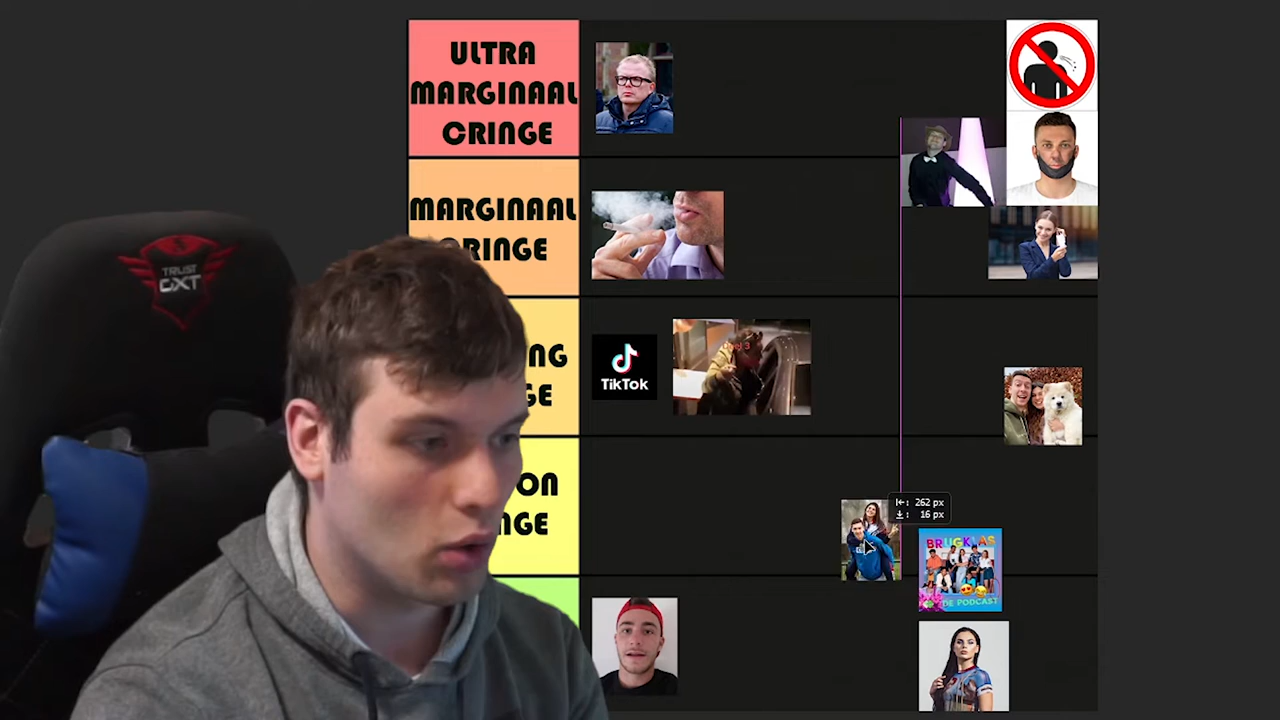 ULTRA
MARGINAAL
CRINGE
MARGINAAL
RINGE
NG
GE
ON
NGE
TRUST
GXT
TikTok
262 px
16 px
BRUGKLAS
DE PODCAST